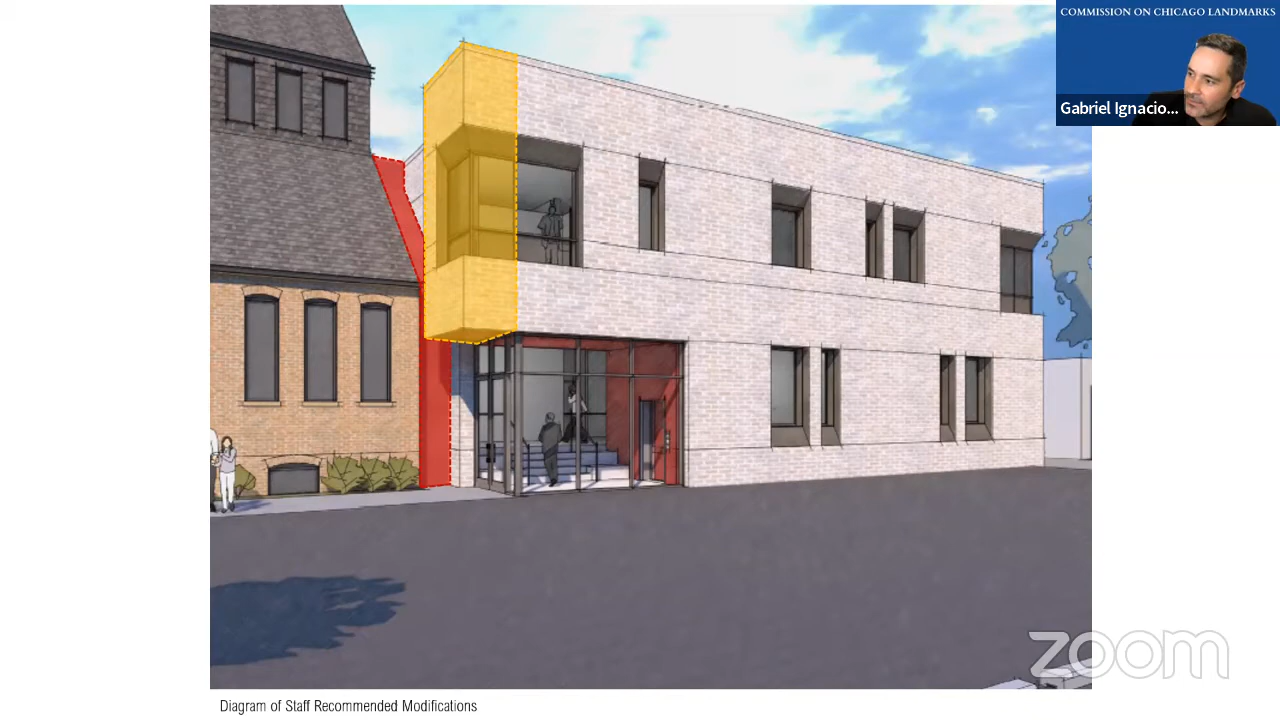 COMMISSION ON CHICAGO LANDMARKS
Gabriel Ignacio...
zoom
Diagram of Staff Recommended Modifications